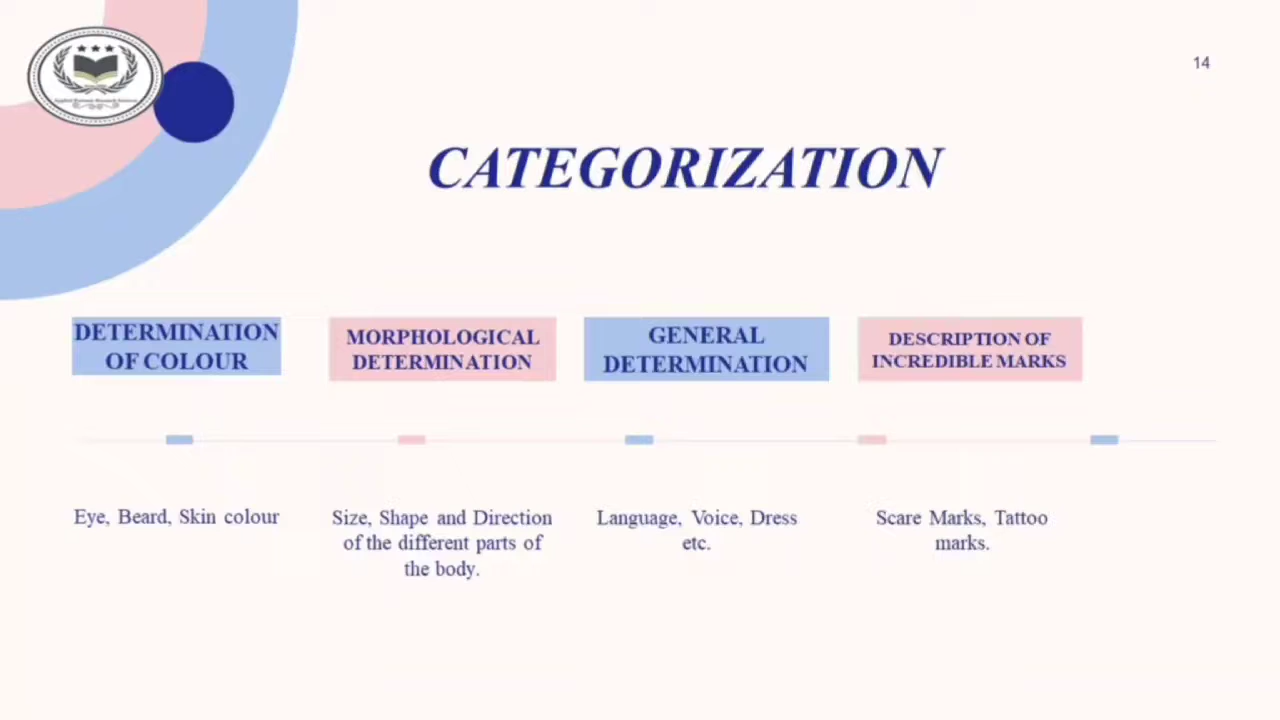 14
CATEGORIZATION
DETERMINATION
OF COLOUR
MORPHOLOGICAL
DETERMINATION
GENERAL
DETERMINATION
DESCRIPTION OF
INCREDIBLE MARKS
Eye, Beard, Skin colour
Size, Shape and Direction
of the different parts of
the body.
Language, Voice, Dress
etc.
Scare Marks, Tattoo
marks.